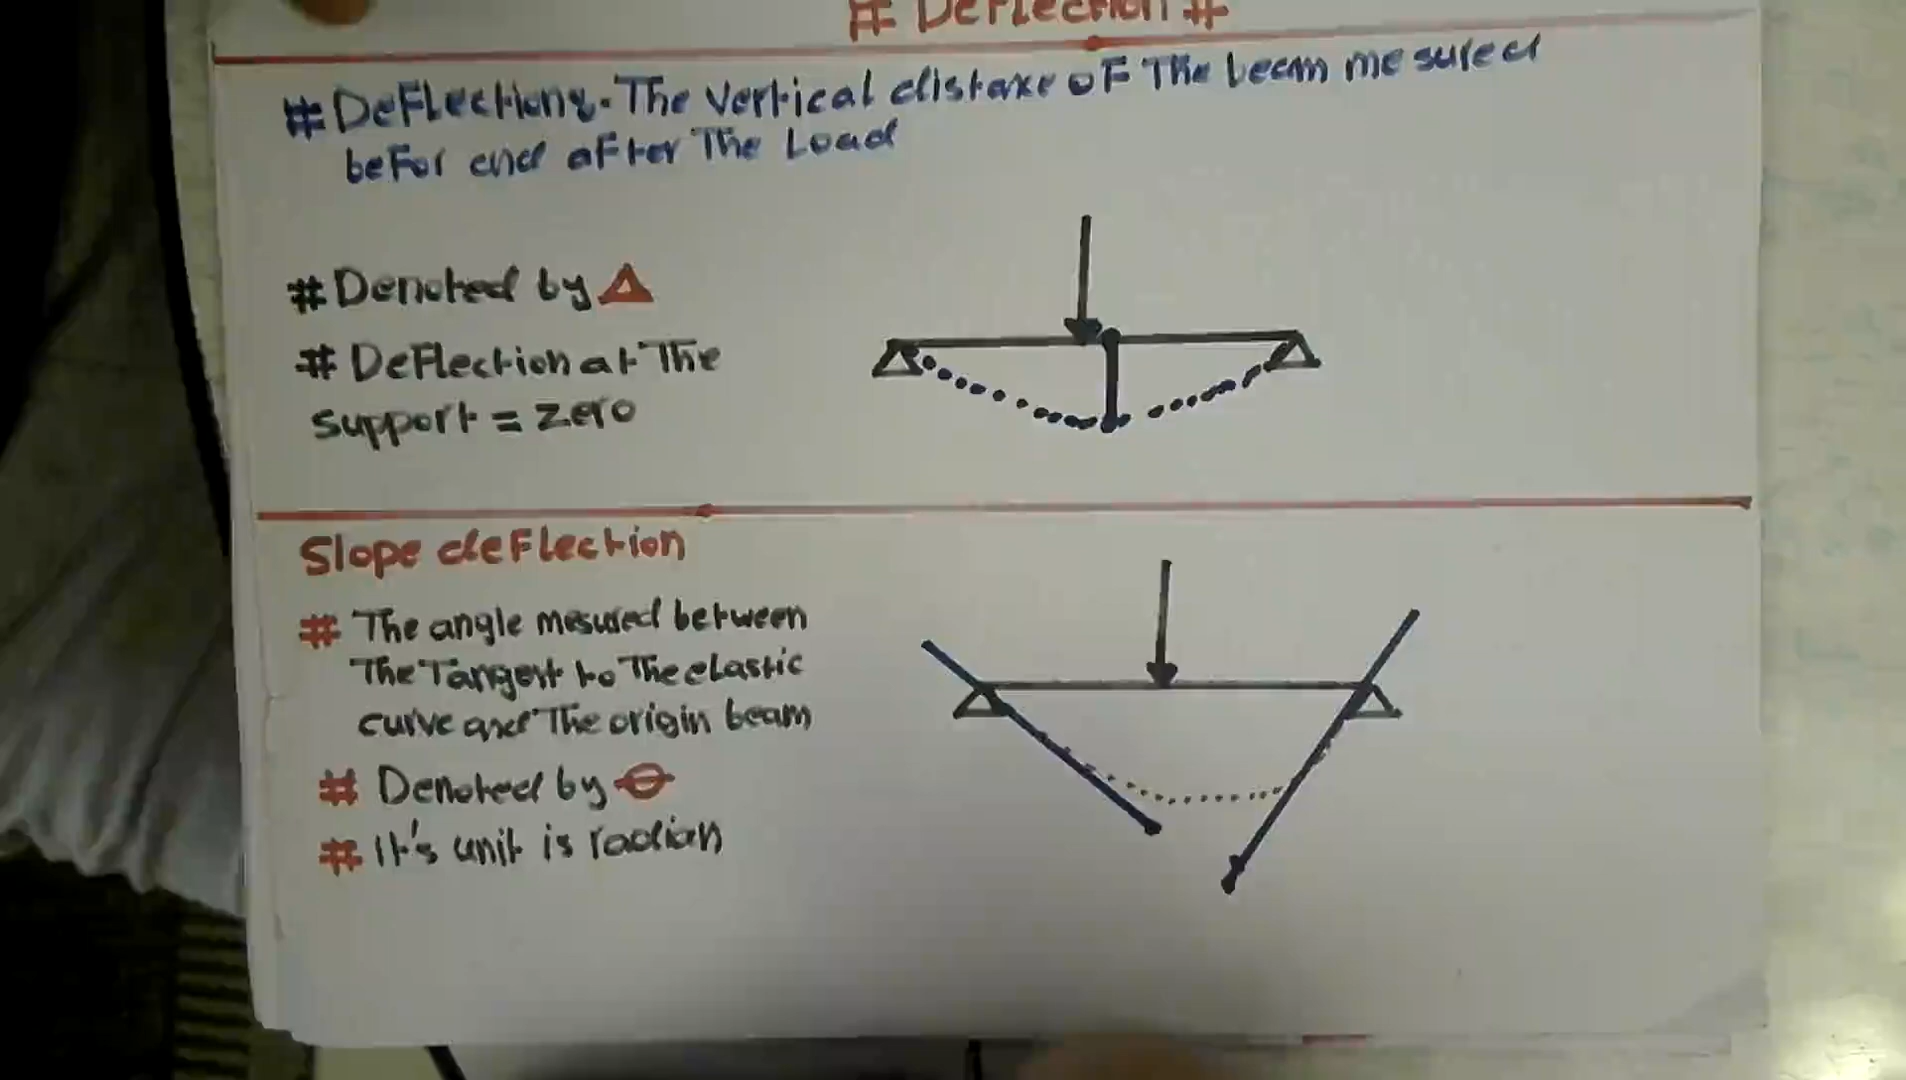 # Deflection #
# Deflection:- The vertical distance of The beam mesured
befor and after The Load
# Denoted by Δ
# Deflection at The
support = zero
Slope deflection
# The angle mesured between
The Tangent to The elastic
curve and The origin beam
# Denoted by Θ
# It's unit is radian